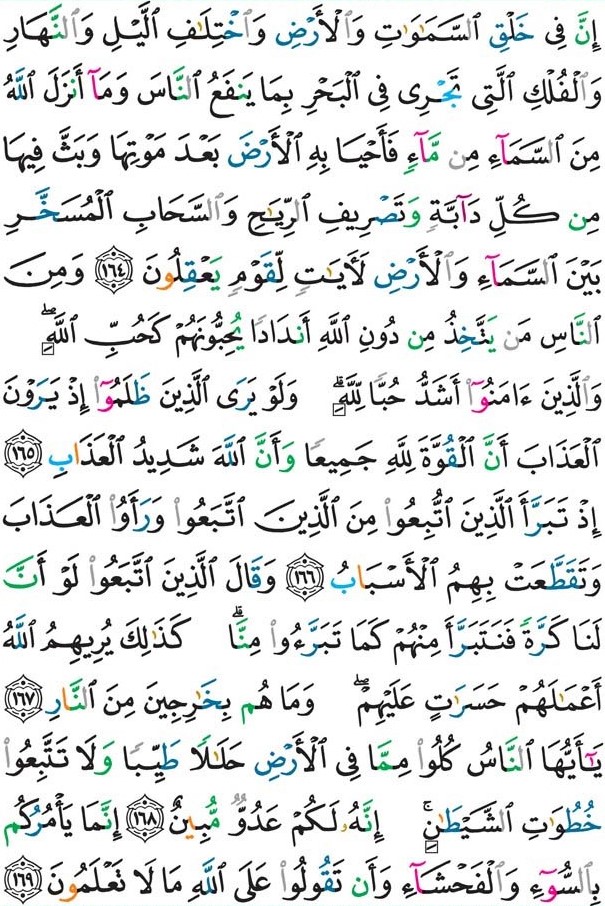 إِنَّ فِى خَلْقِ ٱلسَّمَـٰوَٰتِ وَٱلْأَرْضِ وَٱخْتِلَـٰفِ ٱلَّيْلِ وَٱلنَّهَارِ
وَٱلْفُلْكِ ٱلَّتِى تَجْرِى فِى ٱلْبَحْرِ بِمَا يَنفَعُ ٱلنَّاسَ وَمَآ أَنزَلَ ٱللَّهُ
مِنَ ٱلسَّمَآءِ مِن مَّآءٍ فَأَحْيَا بِهِ ٱلْأَرْضَ بَعْدَ مَوْتِهَا وَبَثَّ فِيهَا
مِن كُلِّ دَآبَّةٍ وَتَصْرِيفِ ٱلرِّيَـٰحِ وَٱلسَّحَابِ ٱلْمُسَخَّرِ
بَيْنَ ٱلسَّمَآءِ وَٱلْأَرْضِ لَـَٔايَـٰتٍ لِّقَوْمٍ يَعْقِلُونَ ١٦٤ وَمِنَ
ٱلنَّاسِ مَن يَتَّخِذُ مِن دُونِ ٱللَّهِ أَندَادًا يُحِبُّونَهُمْ كَحُبِّ ٱللَّهِ ۖ
وَٱلَّذِينَ ءَامَنُوٓا۟ أَشَدُّ حُبًّا لِّلَّهِ ۗ وَلَوْ يَرَى ٱلَّذِينَ ظَلَمُوٓا۟ إِذْ يَرَوْنَ
ٱلْعَذَابَ أَنَّ ٱلْقُوَّةَ لِلَّهِ جَمِيعًا وَأَنَّ ٱللَّهَ شَدِيدُ ٱلْعَذَابِ ١٦٥
إِذْ تَبَرَّأَ ٱلَّذِينَ ٱتُّبِعُوا۟ مِنَ ٱلَّذِينَ ٱتَّبَعُوا۟ وَرَأَوُا۟ ٱلْعَذَابَ
وَتَقَطَّعَتْ بِهِمُ ٱلْأَسْبَابُ ١٦٦ وَقَالَ ٱلَّذِينَ ٱتَّبَعُوا۟ لَوْ أَنَّ
لَنَا كَرَّةً فَنَتَبَرَّأَ مِنْهُمْ كَمَا تَبَرَّءُوا۟ مِنَّا ۗ كَذَٰلِكَ يُرِيهِمُ ٱللَّهُ
أَعْمَـٰلَهُمْ حَسَرَٰتٍ عَلَيْهِمْ ۖ وَمَا هُم بِخَـٰرِجِينَ مِنَ ٱلنَّارِ ١٦٧
يَـٰٓأَيُّهَا ٱلنَّاسُ كُلُوا۟ مِمَّا فِى ٱلْأَرْضِ حَلَـٰلًا طَيِّبًا وَلَا تَتَّبِعُوا۟
خُطُوَٰتِ ٱلشَّيْطَـٰنِ ۚ إِنَّهُۥ لَكُمْ عَدُوٌّ مُّبِينٌ ١٦٨ إِنَّمَا يَأْمُرُكُم
بِٱلسُّوٓءِ وَٱلْفَحْشَآءِ وَأَن تَقُولُوا۟ عَلَى ٱللَّهِ مَا لَا تَعْلَمُونَ ١٦٩